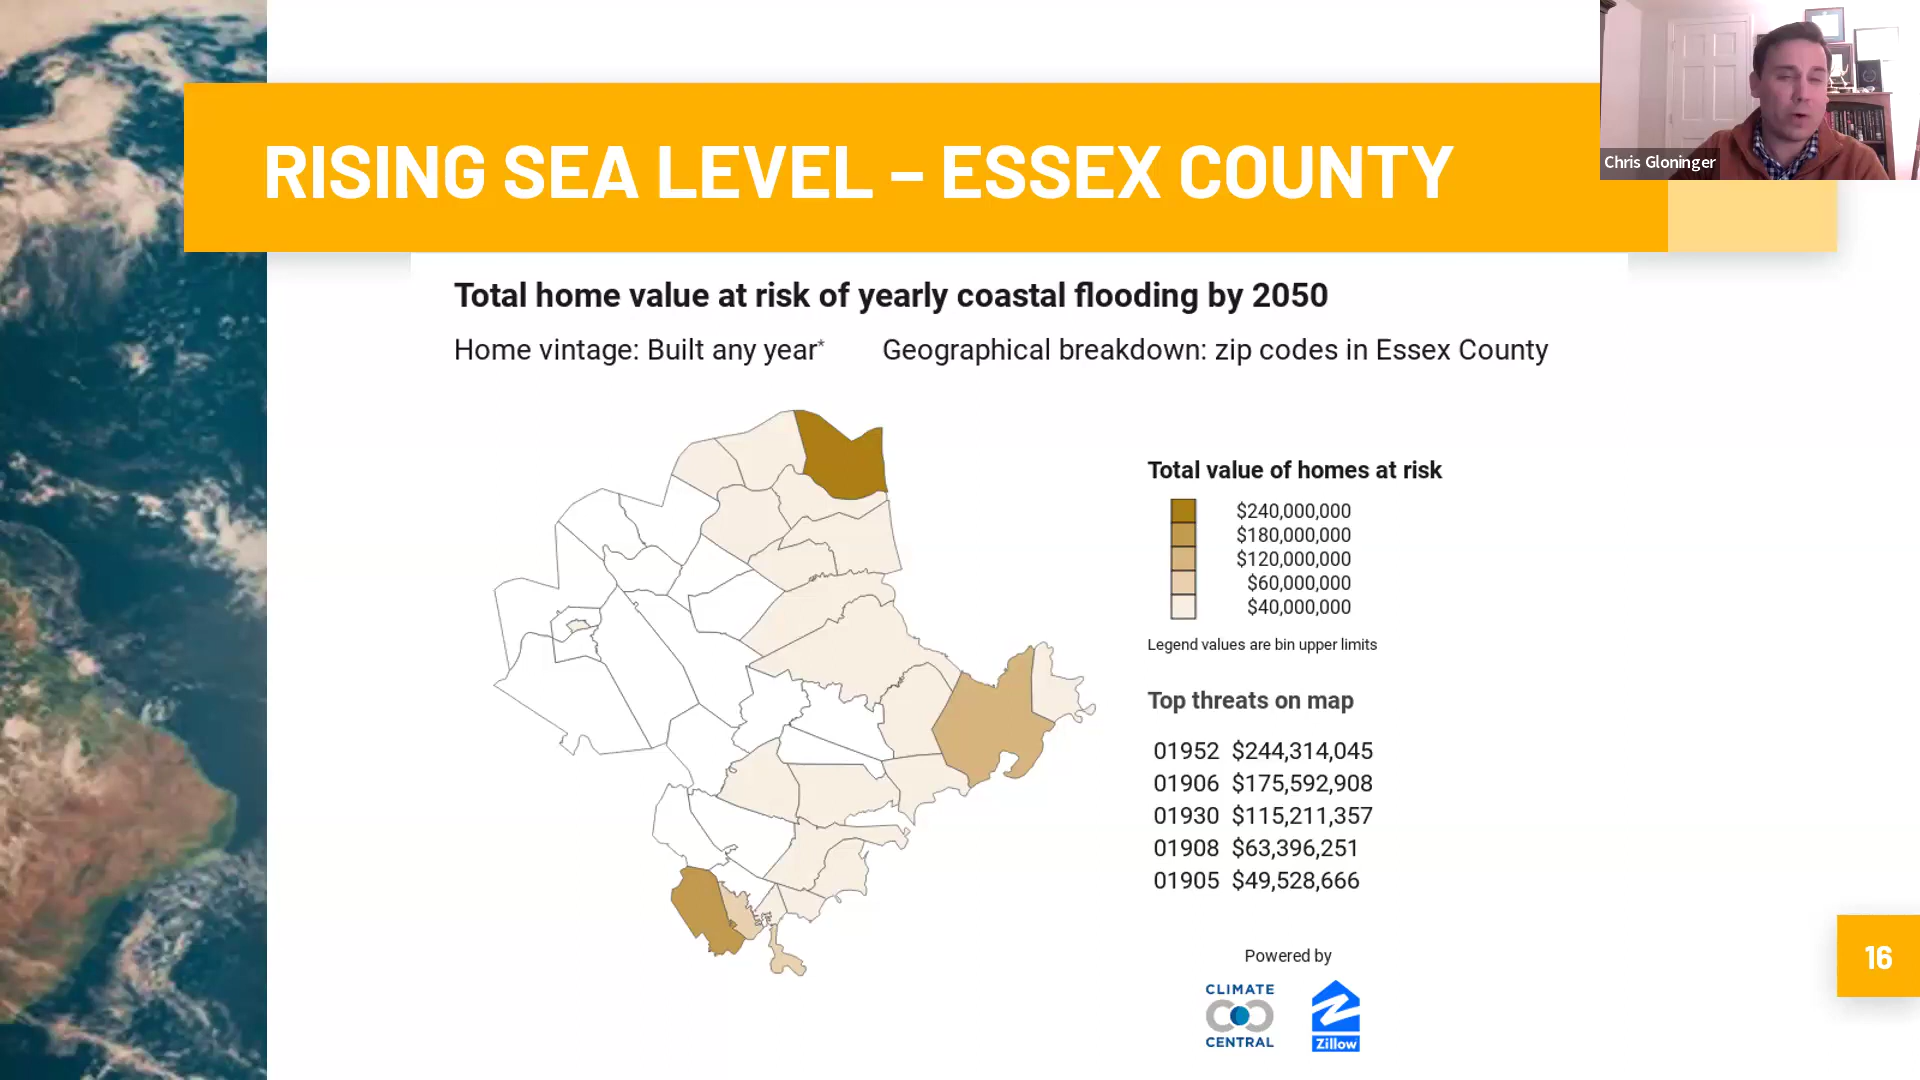 Chris Gloninger
RISING SEA LEVEL – ESSEX COUNTY
Total home value at risk of yearly coastal flooding by 2050
Home vintage: Built any year* Geographical breakdown: zip codes in Essex County
Total value of homes at risk
$240,000,000
$180,000,000
$120,000,000
$60,000,000
$40,000,000
Legend values are bin upper limits
Top threats on map
01952 $244,314,045
01906 $175,592,908
01930 $115,211,357
01908 $63,396,251
01905 $49,528,666
Powered by
CLIMATE
CENTRAL
Zillow
16